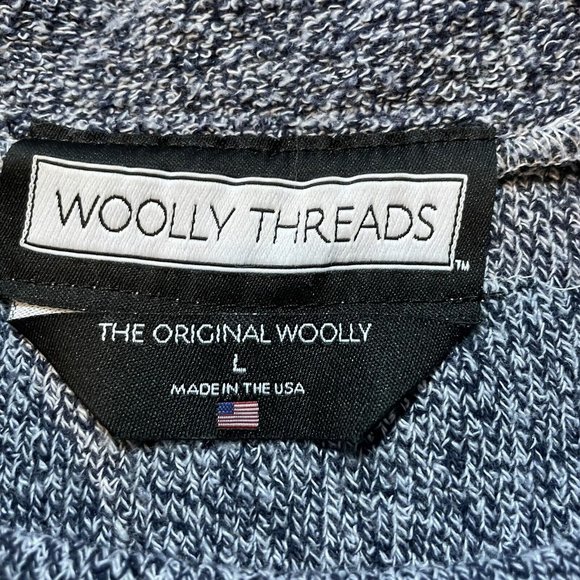 WOOLLY THREADS
™
THE ORIGINAL WOOLLY
L
MADE IN THE USA